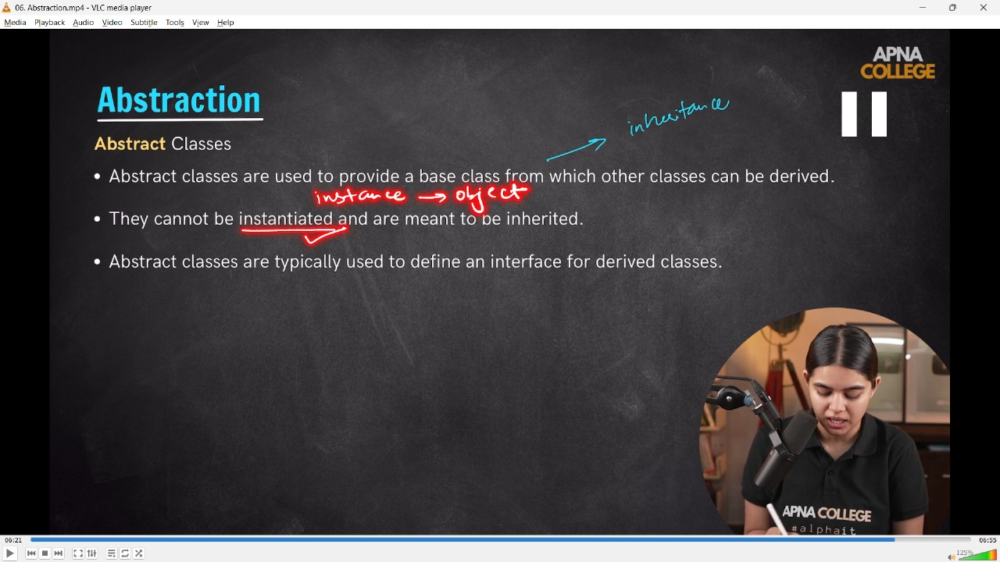 06. Abstraction.mp4 - VLC media player
Media Playback Audio Video Subtitle Tools View Help
APNA
COLLEGE
Abstraction
inheritance
Abstract Classes
• Abstract classes are used to provide a base class from which other classes can be derived.
instance → object
• They cannot be instantiated and are meant to be inherited.
• Abstract classes are typically used to define an interface for derived classes.
APNA COLLEGE
#alphait
06:21
06:55
125%